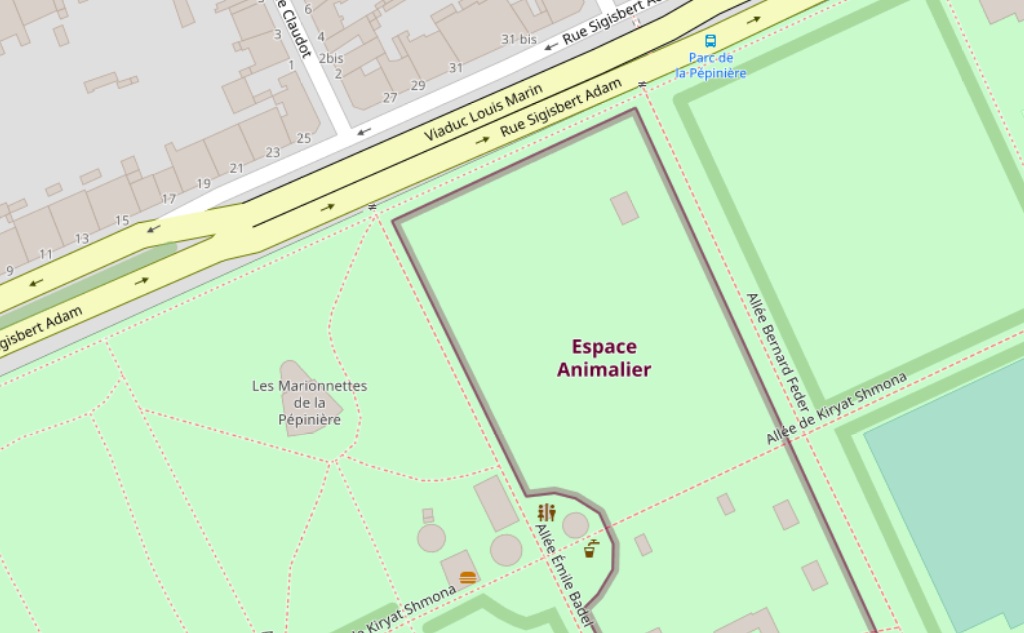 e Claudot
6
4
3
2bis
2
1
31 bis
31
29
27
25
23
21
19
17
15
13
11
9
Rue Sigisbert Ad
Viaduc Louis Marin
Rue Sigisbert Adam
gisbert Adam
Parc de
la Pépinière
Espace
Animalier
Les Marionnettes
de la
Pépinière
Allée Bernard Feder
Allée de Kiryat Shmona
Allée Émile Badel
de Kiryat Shmona